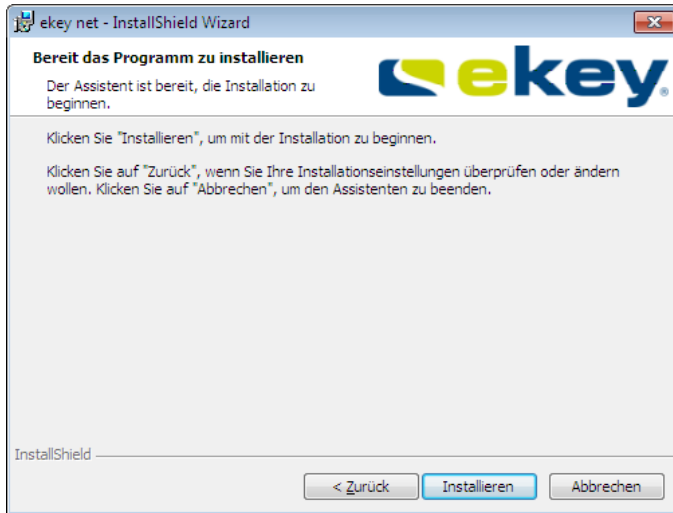 ekey net - InstallShield Wizard
Bereit das Programm zu installieren
Der Assistent ist bereit, die Installation zu
beginnen.
ekey®
Klicken Sie "Installieren", um mit der Installation zu beginnen.
Klicken Sie auf "Zurück", wenn Sie Ihre Installationseinstellungen überprüfen oder ändern
wollen. Klicken Sie auf "Abbrechen", um den Assistenten zu beenden.
InstallShield
< Zurück
Installieren
Abbrechen